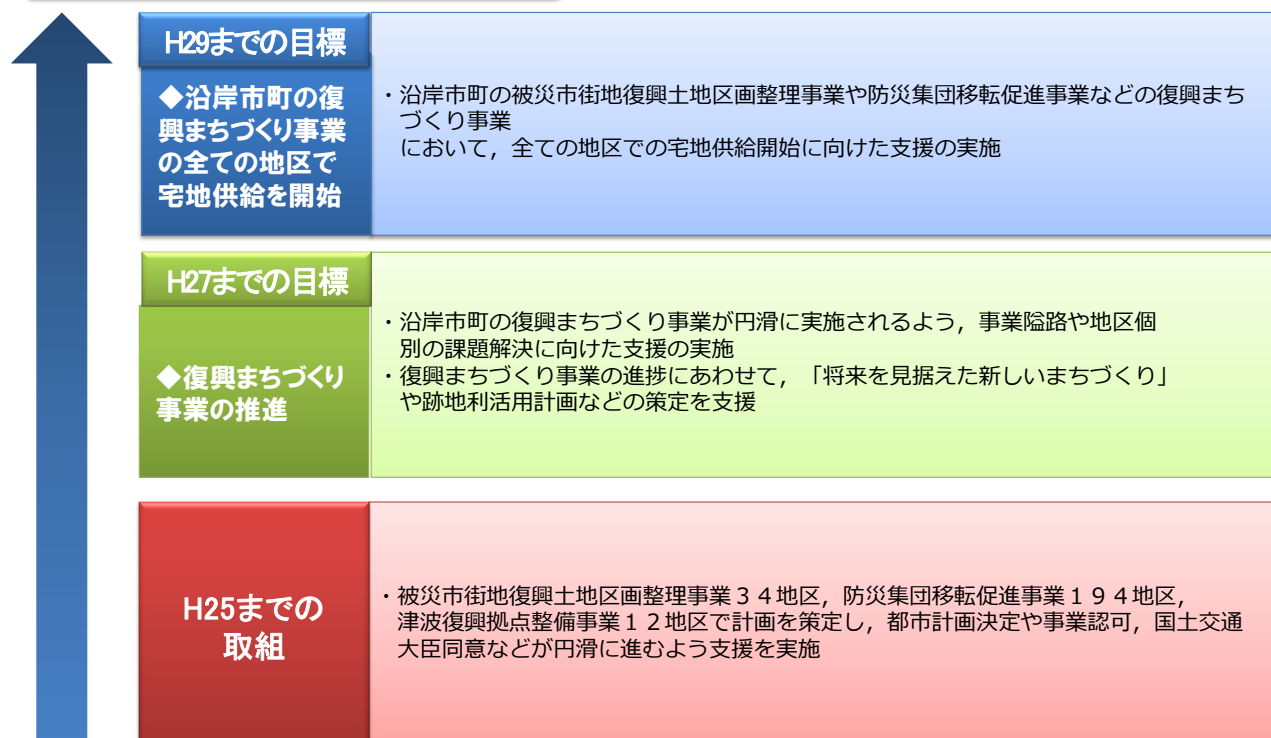 H29までの目標
◆沿岸市町の復
興まちづくり事業
の全ての地区で
宅地供給を開始
・沿岸市町の被災市街地復興土地区画整理事業や防災集団移転促進事業などの復興まち
づくり事業
において，全ての地区での宅地供給開始に向けた支援の実施
H27までの目標
◆復興まちづくり
事業の推進
・沿岸市町の復興まちづくり事業が円滑に実施されるよう，事業隘路や地区個
別の課題解決に向けた支援の実施
・復興まちづくり事業の進捗にあわせて，「将来を見据えた新しいまちづくり」
や跡地利活用計画などの策定を支援
H25までの
取組
・被災市街地復興土地区画整理事業３４地区，防災集団移転促進事業１９４地区，
津波復興拠点整備事業１２地区で計画を策定し，都市計画決定や事業認可，国土交通
大臣同意などが円滑に進むよう支援を実施